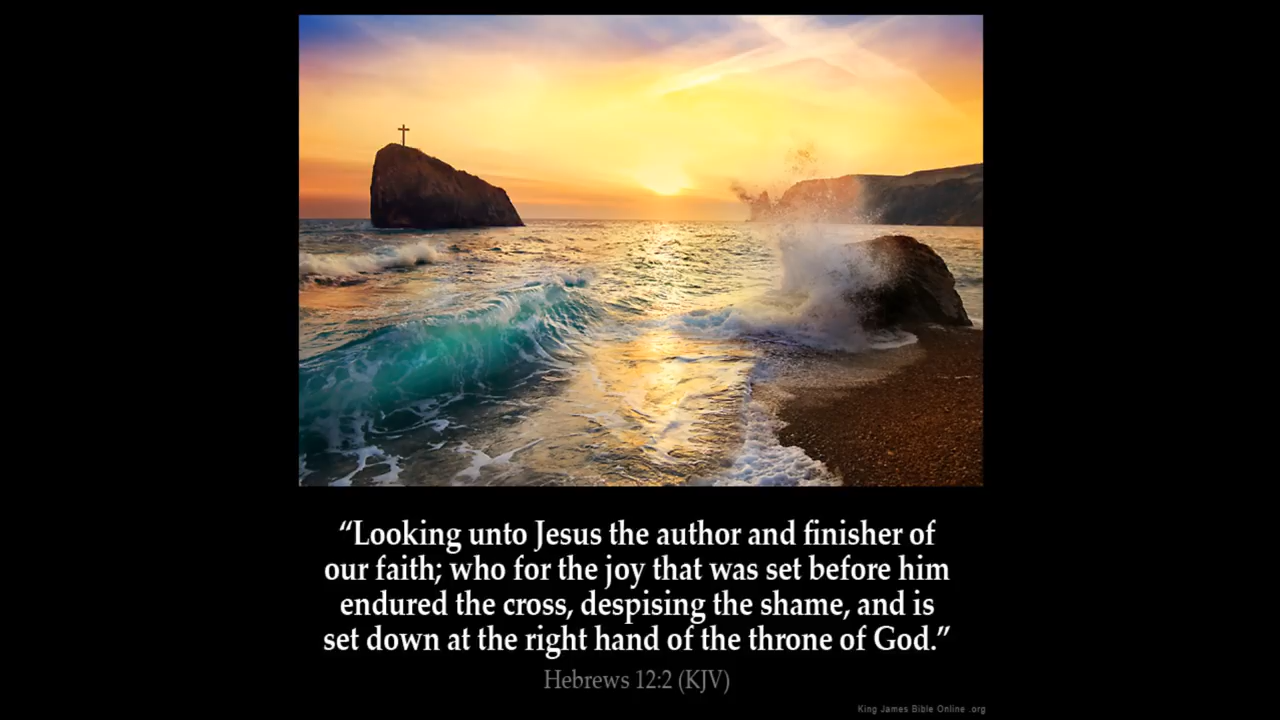 “Looking unto Jesus the author and finisher of
our faith; who for the joy that was set before him
endured the cross, despising the shame, and is
set down at the right hand of the throne of God.”
Hebrews 12:2 (KJV)
King James Bible Online .org